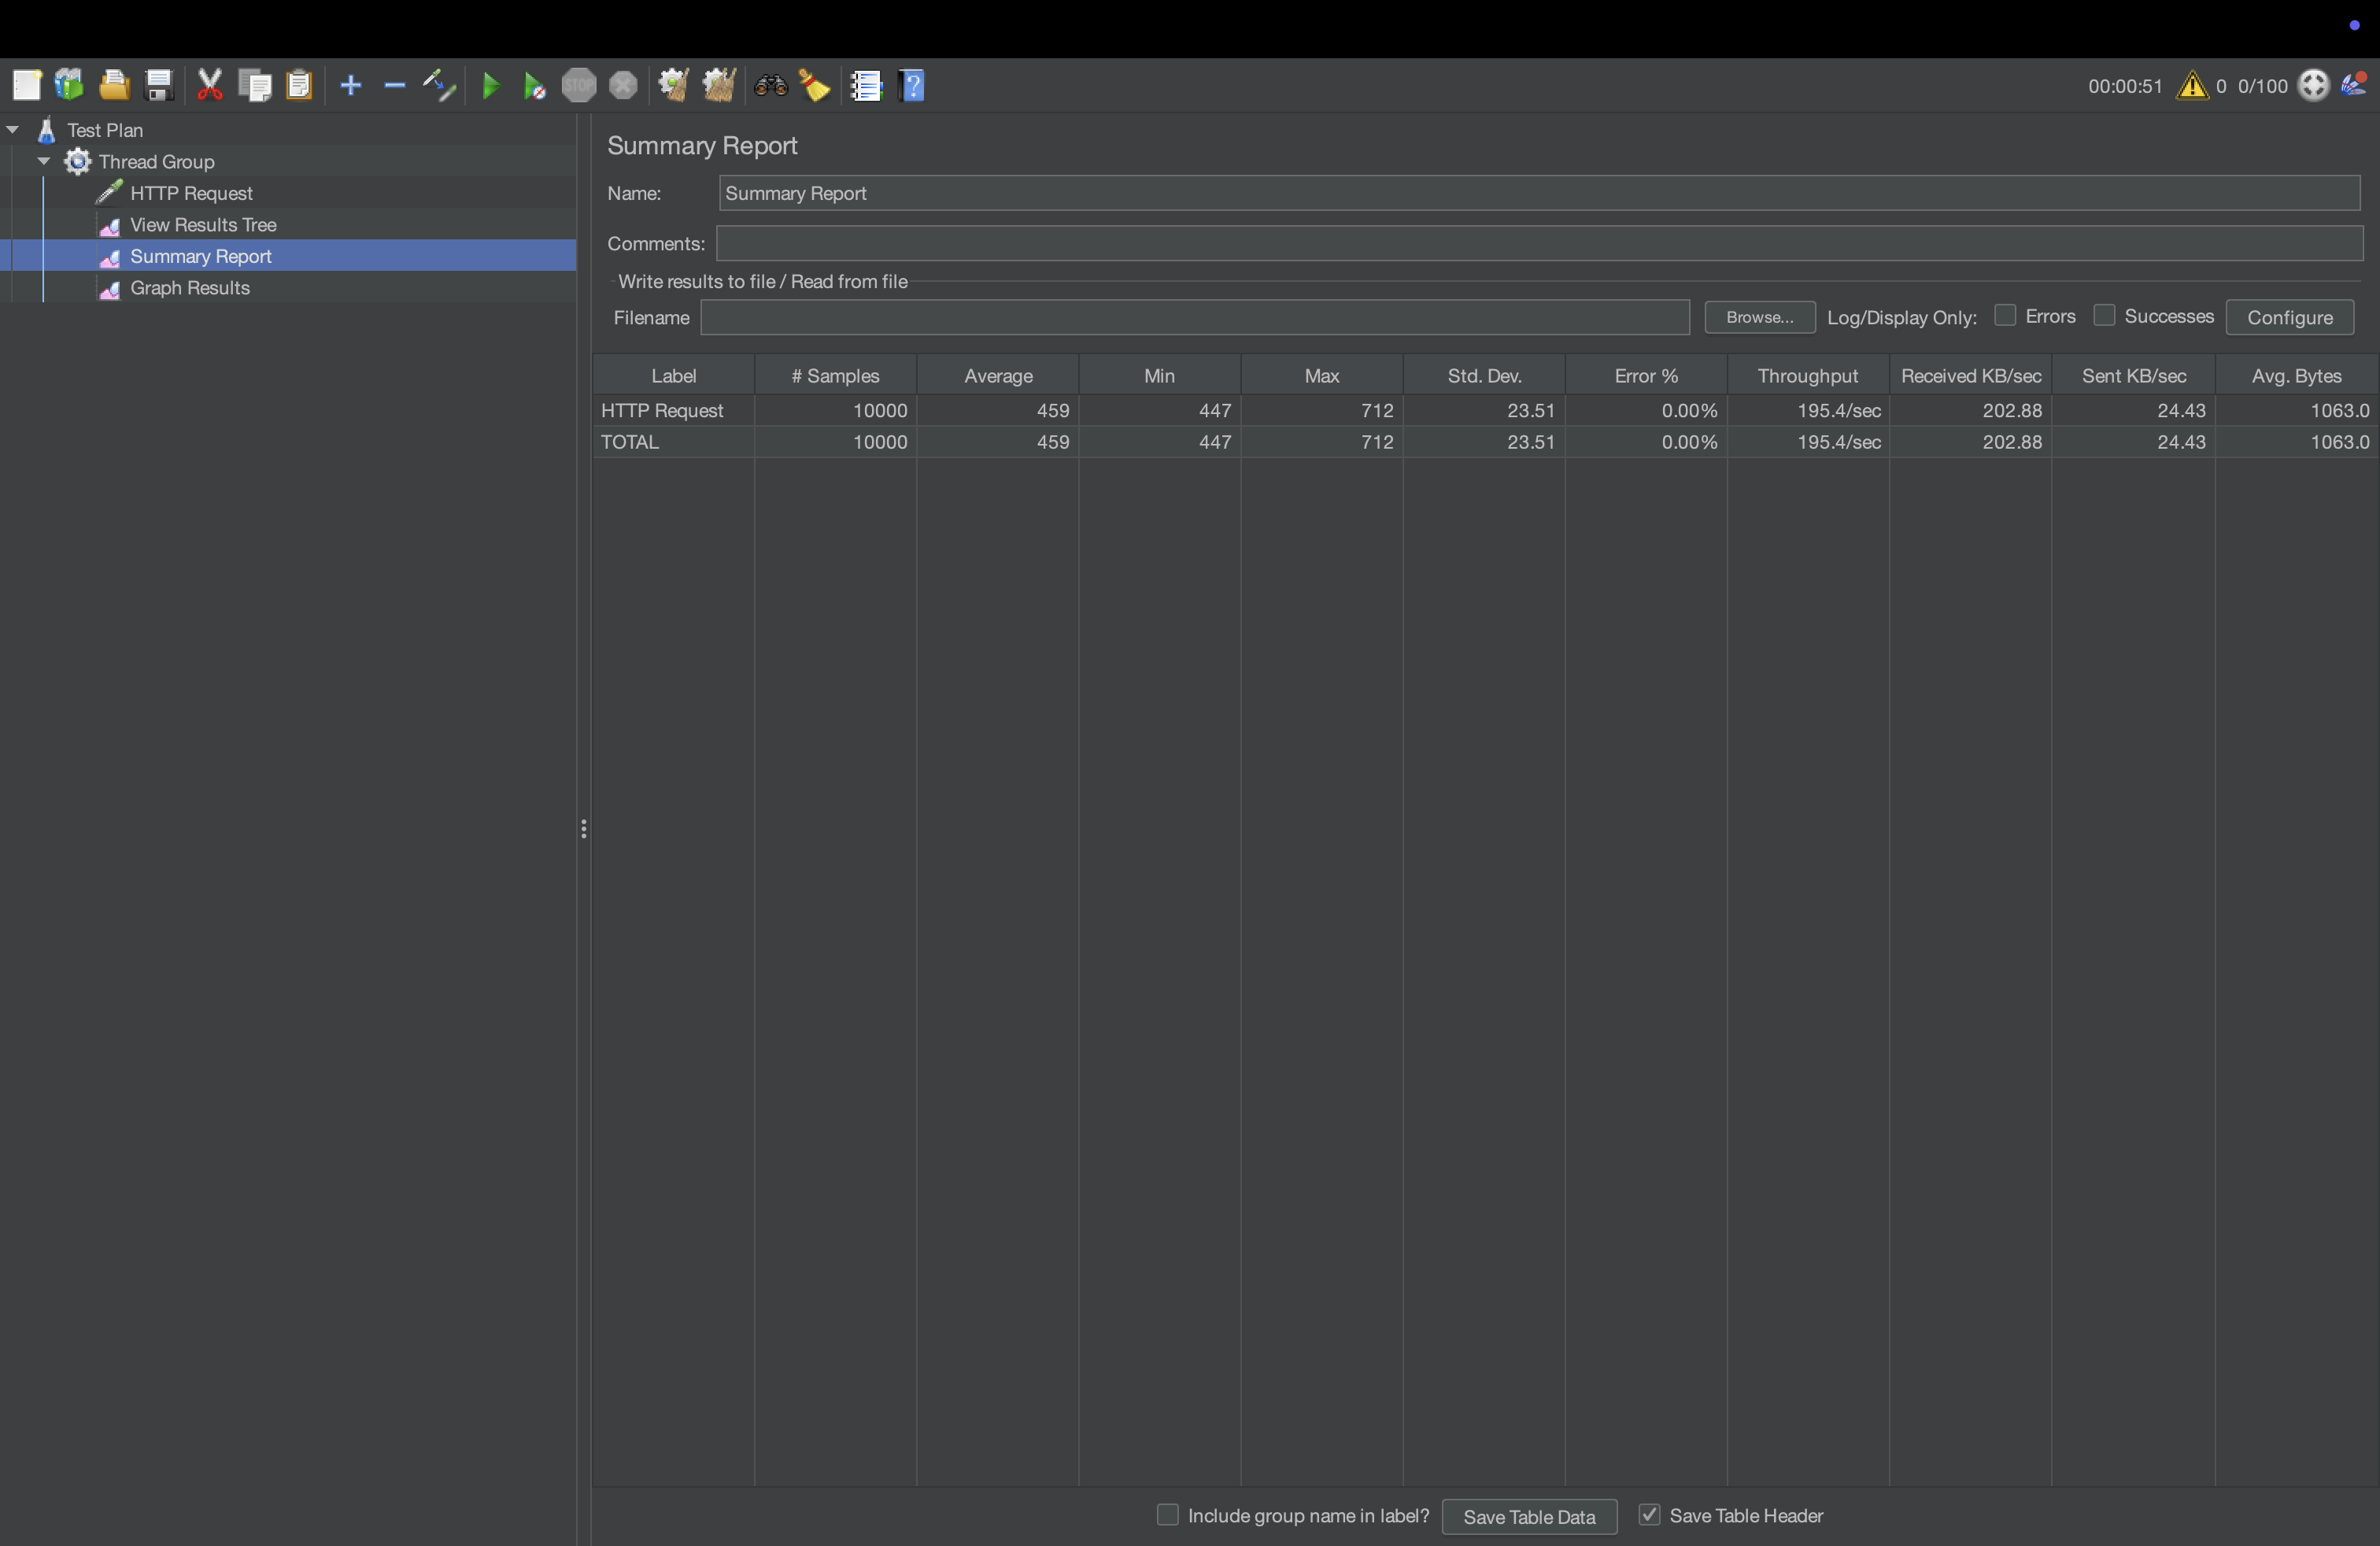 00:00:51 0 0/100
Test Plan
Thread Group
HTTP Request
View Results Tree
Summary Report
Graph Results
Summary Report
Name: Summary Report
Comments:
Write results to file / Read from file
Filename Browse... Log/Display Only: Errors Successes Configure
Label # Samples Average Min Max Std. Dev. Error % Throughput Received KB/sec Sent KB/sec Avg. Bytes
HTTP Request 10000 459 447 712 23.51 0.00% 195.4/sec 202.88 24.43 1063.0
TOTAL 10000 459 447 712 23.51 0.00% 195.4/sec 202.88 24.43 1063.0
Include group name in label? Save Table Data Save Table Header